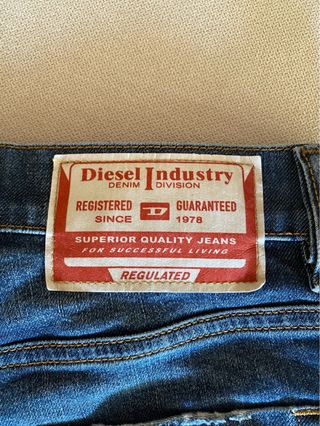 Diesel Industry
DENIM DIVISION
REGISTERED D GUARANTEED
SINCE 1978
SUPERIOR QUALITY JEANS
FOR SUCCESSFUL LIVING
REGULATED